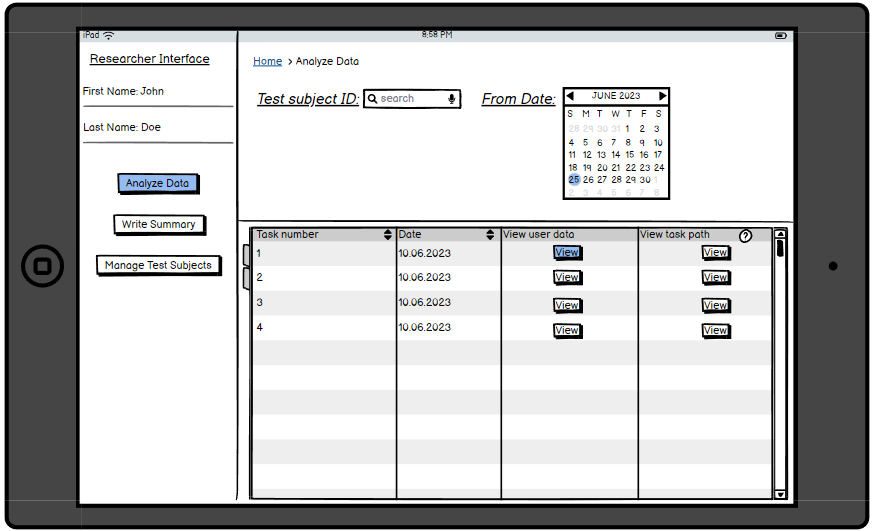 iPad
8:58 PM
Researcher Interface
First Name: John
Last Name: Doe
Analyze Data
Write Summary
Manage Test Subjects
Home > Analyze Data
Test subject ID: search
From Date:
JUNE 2023
S M T W T F S
28 29 30 31 1 2 3
4 5 6 7 8 9 10
11 12 13 14 15 16 17
18 19 20 21 22 23 24
25 26 27 28 29 30 1
2 3 4 5 6 7 8
Task number Date View user data View task path ?
1 10.06.2023 View View
2 10.06.2023 View View
3 10.06.2023 View View
4 10.06.2023 View View